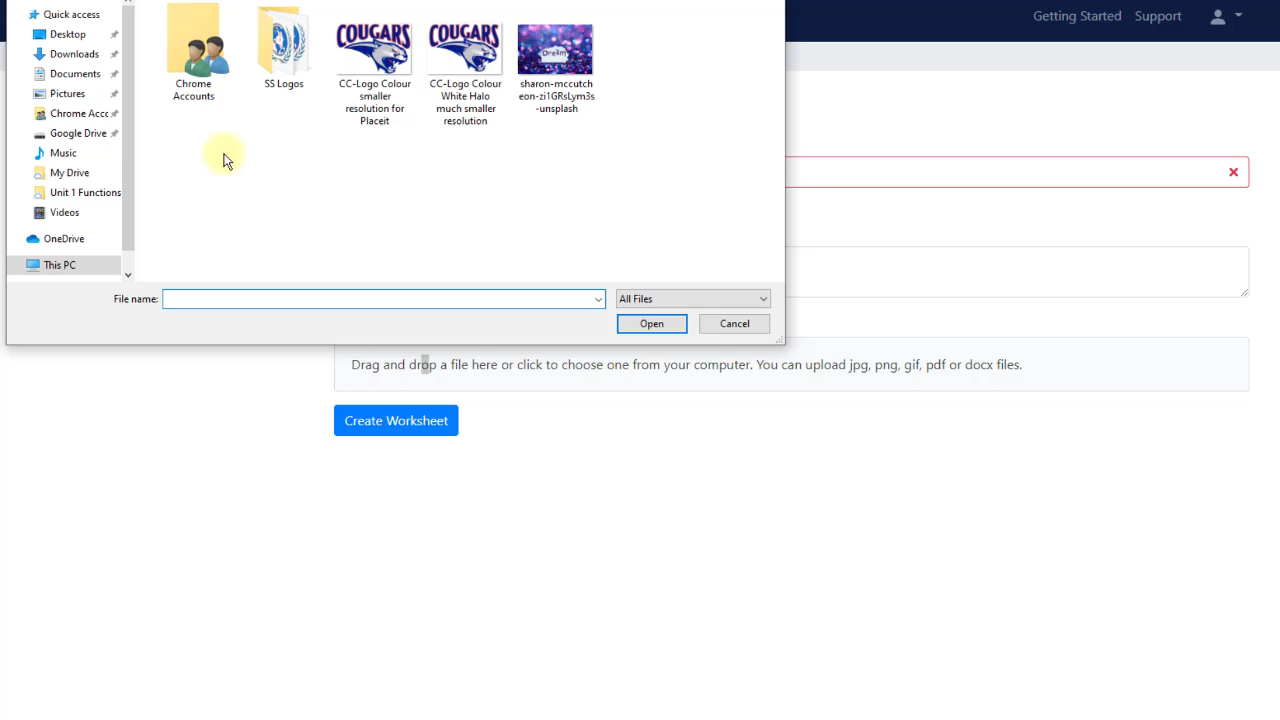 Getting Started Support
Quick access
Desktop
Downloads
Documents
Pictures
Chrome Acc
Google Drive
Music
My Drive
Unit 1 Functions
Videos
OneDrive
This PC
COUGARS
COUGARS
Dream
Chrome
Accounts
SS Logos
CC-Logo Colour
smaller
resolution for
Placeit
CC-Logo Colour
White Halo
much smaller
resolution
sharon-mccutch
eon-zi1GRsLym3s
-unsplash
File name:
All Files
Open
Cancel
Drag and drop a file here or click to choose one from your computer. You can upload jpg, png, gif, pdf or docx files.
Create Worksheet